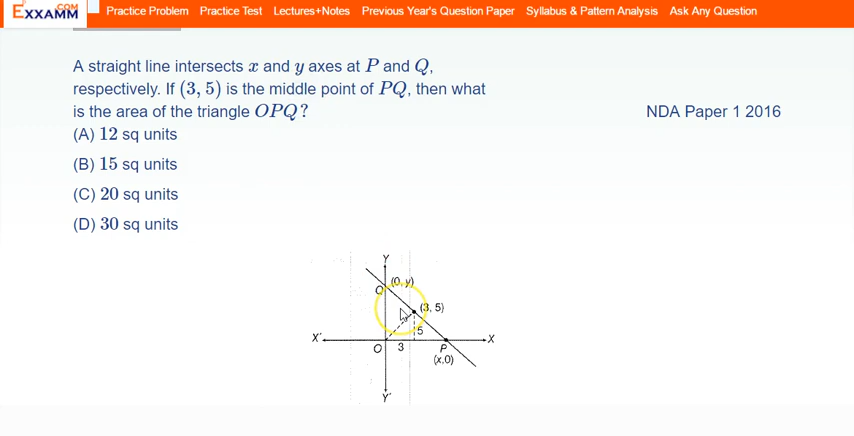 EXXAMM.COM
Practice Problem Practice Test Lectures+Notes Previous Year's Question Paper Syllabus & Pattern Analysis Ask Any Question
A straight line intersects x and y axes at P and Q,
respectively. If (3, 5) is the middle point of PQ, then what
is the area of the triangle OPQ?
NDA Paper 1 2016
(A) 12 sq units
(B) 15 sq units
(C) 20 sq units
(D) 30 sq units
Y
Q (0, y)
(3, 5)
5
X' O 3 P X
(x,0)
Y'